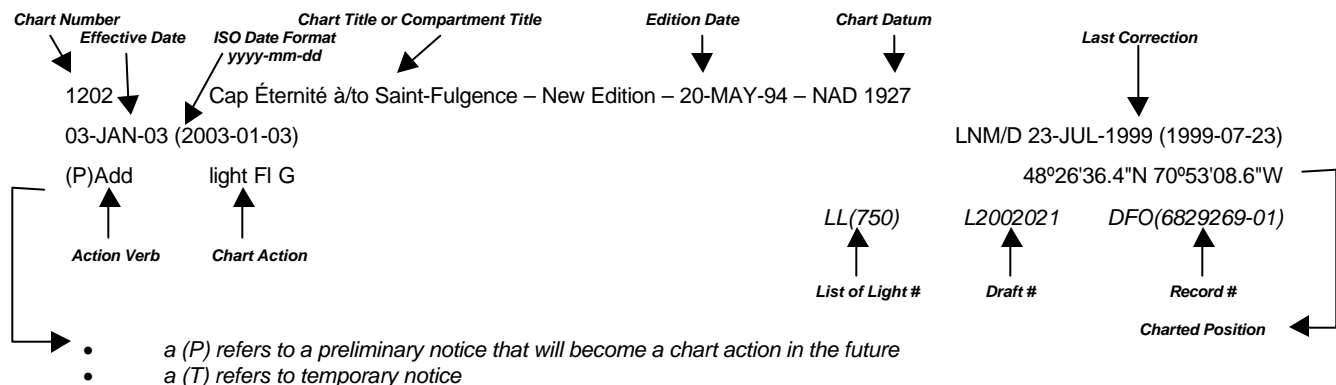 Chart Number Chart Title or Compartment Title Edition Date Chart Datum
Effective Date ISO Date Format Last Correction
yyyy-mm-dd
1202 Cap Éternité à/to Saint-Fulgence – New Edition – 20-MAY-94 – NAD 1927
03-JAN-03 (2003-01-03) LNM/D 23-JUL-1999 (1999-07-23)
(P)Add light Fl G 48º26'36.4"N 70º53'08.6"W
LL(750) L2002021 DFO(6829269-01)
Action Verb Chart Action
List of Light # Draft # Record #
Charted Position
• a (P) refers to a preliminary notice that will become a chart action in the future
• a (T) refers to temporary notice